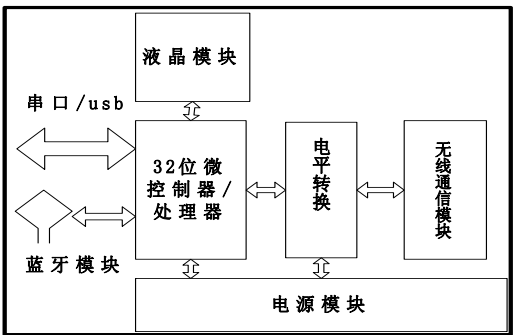 液晶模块
串口/usb
32位微
控制器/
处理器
电平转换
无线通信模块
蓝牙模块
电源模块